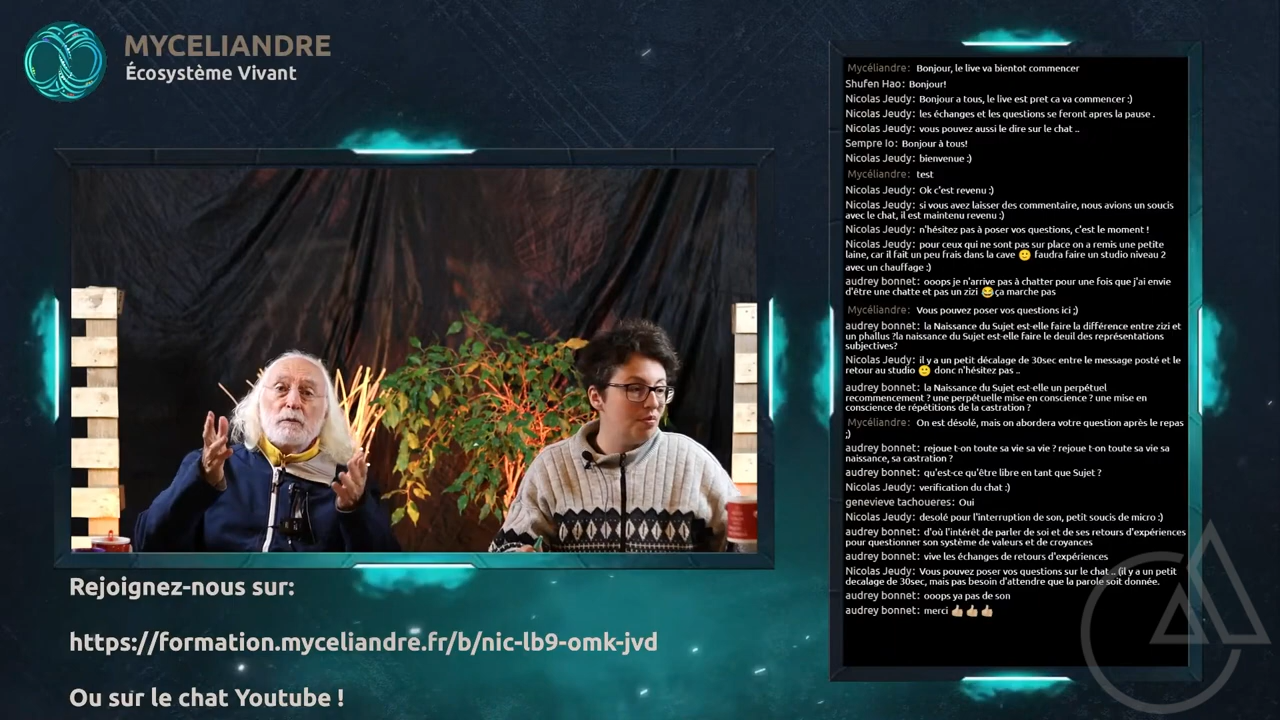 MYCELIANDRE
Écosystème Vivant
Mycéliandre: Bonjour, le live va bientot commencer
Shufen Hao: Bonjour!
Nicolas Jeudy: Bonjour a tous, le live est pret ca va commencer :)
Nicolas Jeudy: les échanges et les questions se feront apres la pause .
Nicolas Jeudy: vous pouvez aussi le dire sur le chat ..
Sempre Io: Bonjour à tous!
Nicolas Jeudy: bienvenue :)
Mycéliandre: test
Nicolas Jeudy: Ok c'est revenu :)
Nicolas Jeudy: si vous avez laisser des commentaire, nous avions un soucis
avec le chat, il est maintenu revenu :)
Nicolas Jeudy: n'hésitez pas à poser vos questions, c'est le moment !
Nicolas Jeudy: pour ceux qui ne sont pas sur place on a remis une petite
laine, car il fait un peu frais dans la cave 🙂 faudra faire un studio niveau 2
avec un chauffage :)
audrey bonnet: ooops je n'arrive pas à chatter pour une fois que j'ai envie
d'être une chatte et pas un zizi 😂ça marche pas
Mycéliandre: Vous pouvez poser vos questions ici ;)
audrey bonnet: la Naissance du Sujet est-elle faire la différence entre zizi et
un phallus ?la naissance du Sujet est-elle faire le deuil des représentations
subjectives?
Nicolas Jeudy: il y a un petit décalage de 30sec entre le message posté et le
retour au studio 🙂 donc n'hésitez pas ..
audrey bonnet: la Naissance du Sujet est-elle un perpétuel
recommencement ? une perpétuelle mise en conscience ? une mise en
conscience de répétitions de la castration ?
Mycéliandre: On est désolé, mais on abordera votre question après le repas
;)
audrey bonnet: rejoue t-on toute sa vie sa vie ? rejoue t-on toute sa vie sa
naissance, sa castration ?
audrey bonnet: qu'est-ce qu'être libre en tant que Sujet ?
Nicolas Jeudy: verification du chat :)
genevieve tachoueres: Oui
Nicolas Jeudy: desolé pour l'interruption de son, petit soucis de micro :)
audrey bonnet: d'où l'intérêt de parler de soi et de ses retours d'expériences
pour questionner son système de valeurs et de croyances
audrey bonnet: vive les échanges de retours d'expériences
Nicolas Jeudy: Vous pouvez poser vos questions sur le chat .. (il y a un petit
decalage de 30sec, mais pas besoin d'attendre que la parole soit donnée.
audrey bonnet: ooops ya pas de son
audrey bonnet: merci 👍🏼👍🏼👍🏼
Rejoignez-nous sur:
https://formation.myceliandre.fr/b/nic-lb9-omk-jvd
Ou sur le chat Youtube !